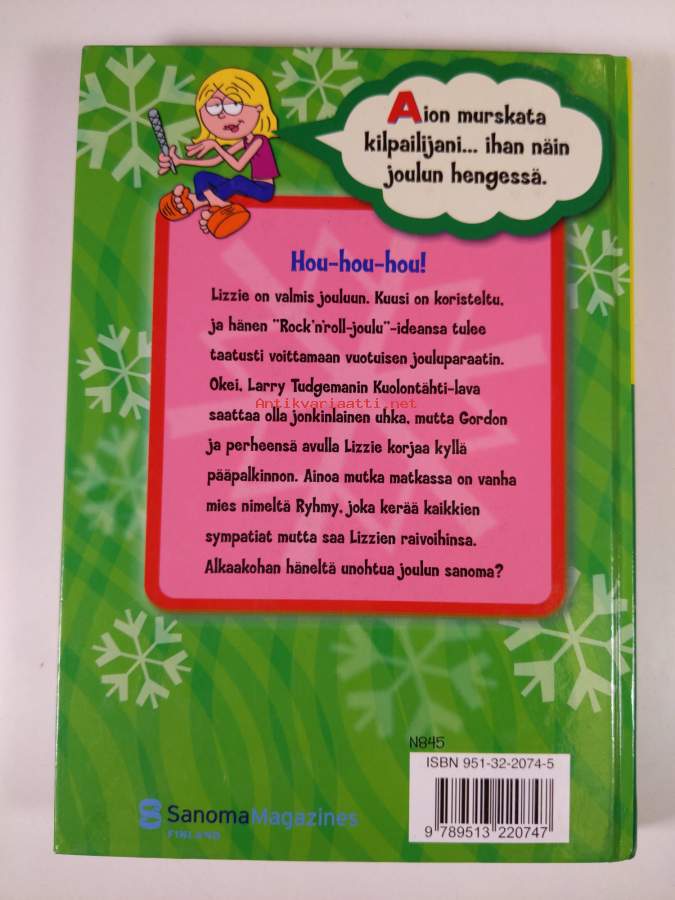 Aion murskata
kilpailijani... ihan näin
joulun hengessä.
Hou-hou-hou!
Lizzie on valmis jouluun. Kuusi on koristeltu,
ja hänen "Rock'n'roll-joulu"-ideansa tulee
taatusti voittamaan vuotuisen jouluparaatin.
Okei, Larry Tudgemanin Kuolontähti-lava
Antikvariaatti.net
saattaa olla jonkinlainen uhka, mutta Gordon
ja perheensä avulla Lizzie korjaa kyllä
pääpalkinnon. Ainoa mutka matkassa on vanha
mies nimeltä Ryhmy, joka kerää kaikkien
sympatiat mutta saa Lizzien raivoihinsa.
Alkaakohan häneltä unohtua joulun sanoma?
N845
ISBN 951-32-2074-5
9 789513 220747
SanomaMagazines
FINLAND